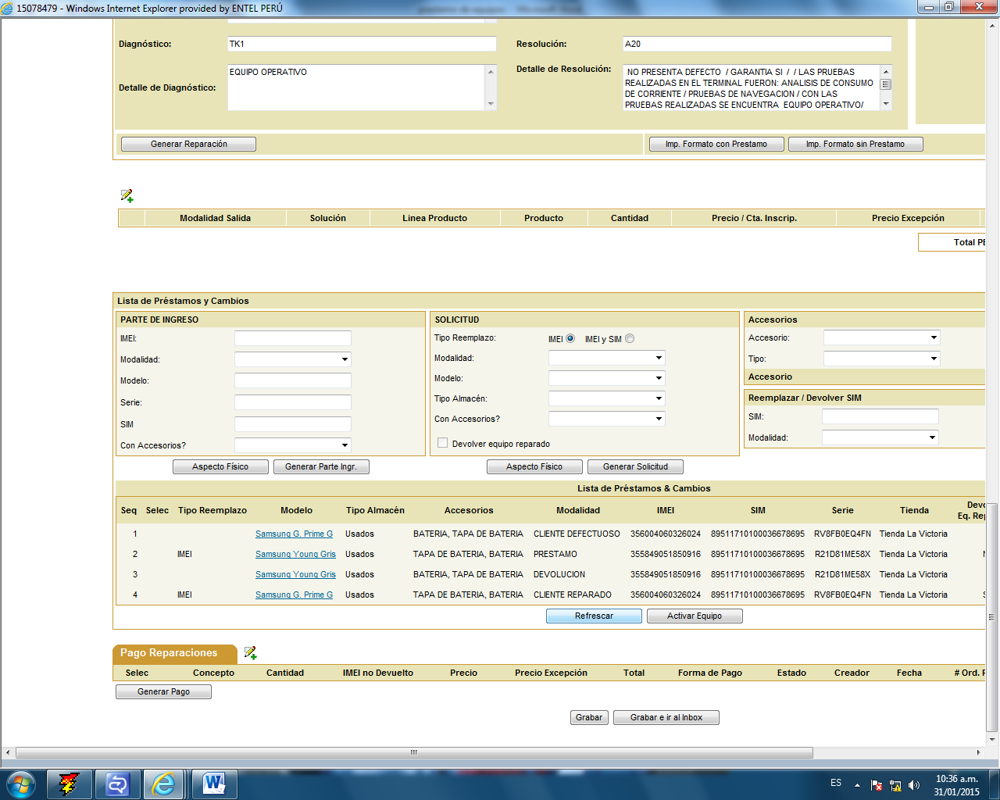 15078479 - Windows Internet Explorer provided by ENTEL PERÚ
Diagnóstico: TK1 Resolución: A20
Detalle de Diagnóstico: EQUIPO OPERATIVO
Detalle de Resolución: NO PRESENTA DEFECTO / GARANTIA SI / / LAS PRUEBAS
REALIZADAS EN EL TERMINAL FUERON: ANALISIS DE CONSUMO
DE CORRIENTE / PRUEBAS DE NAVEGACION / CON LAS
PRUEBAS REALIZADAS SE ENCUENTRA EQUIPO OPERATIVO/
Generar Reparación Imp. Formato con Prestamo Imp. Formato sin Prestamo
Modalidad Salida Solución Linea Producto Producto Cantidad Precio / Cta. Inscrip. Precio Excepción
Total PE
Lista de Préstamos y Cambios
PARTE DE INGRESO
IMEI:
Modalidad:
Modelo:
Serie:
SIM
Con Accesorios?
Aspecto Físico Generar Parte Ingr.
SOLICITUD
Tipo Reemplazo: IMEI IMEI y SIM
Modalidad:
Modelo:
Tipo Almacén:
Con Accesorios?
Devolver equipo reparado
Aspecto Físico Generar Solicitud
Accesorios
Accesorio:
Tipo:
Accesorio
Reemplazar / Devolver SIM
SIM:
Modalidad:
Lista de Préstamos & Cambios
Seq Selec Tipo Reemplazo Modelo Tipo Almacén Accesorios Modalidad IMEI SIM Serie Tienda Devo
Eq. Rep
1 Samsung G. Prime G Usados BATERIA, TAPA DE BATERIA CLIENTE DEFECTUOSO 356004060326024 89511710100036678695 RV8FB0EQ4FN Tienda La Victoria
2 IMEI Samsung Young Gris Usados TAPA DE BATERIA, BATERIA PRESTAMO 355849051850916 89511710100036678695 R21D81ME58X Tienda La Victoria N
3 Samsung Young Gris Usados BATERIA, TAPA DE BATERIA DEVOLUCION 355849051850916 89511710100036678695 R21D81ME58X Tienda La Victoria
4 IMEI Samsung G. Prime G Usados TAPA DE BATERIA, BATERIA CLIENTE REPARADO 356004060326024 89511710100036678695 RV8FB0EQ4FN Tienda La Victoria S
Refrescar Activar Equipo
Pago Reparaciones
Selec Concepto Cantidad IMEI no Devuelto Precio Precio Excepción Total Forma de Pago Estado Creador Fecha # Ord. P
Generar Pago
Grabar Grabar e ir al Inbox
ES 10:36 a.m.
31/01/2015